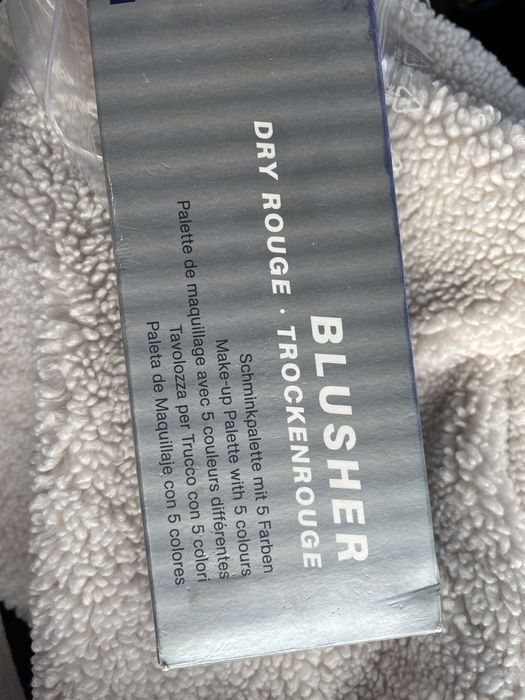 BLUSHER
DRY ROUGE · TROCKENROUGE
Schminkpalette mit 5 Farben
Make-up Palette with 5 colours
Palette de maquillage avec 5 couleurs différentes
Tavolozza per Trucco con 5 colori
Paleta de Maquillaje con 5 colores